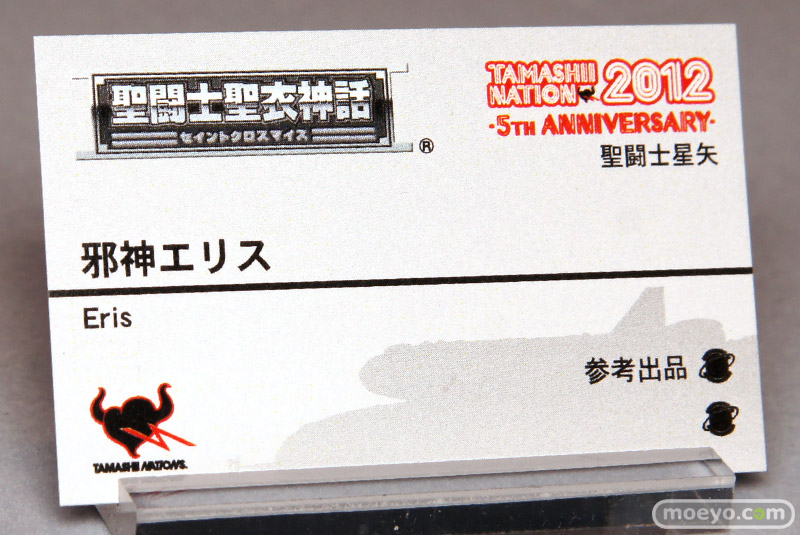 聖闘士聖衣神話
セイントクロスマイス
®
TAMASHII
NATION 2012
・5TH ANNIVERSARY・
聖闘士星矢
邪神エリス
Eris
参考出品
TAMASHII NATIONS
moeyo.com